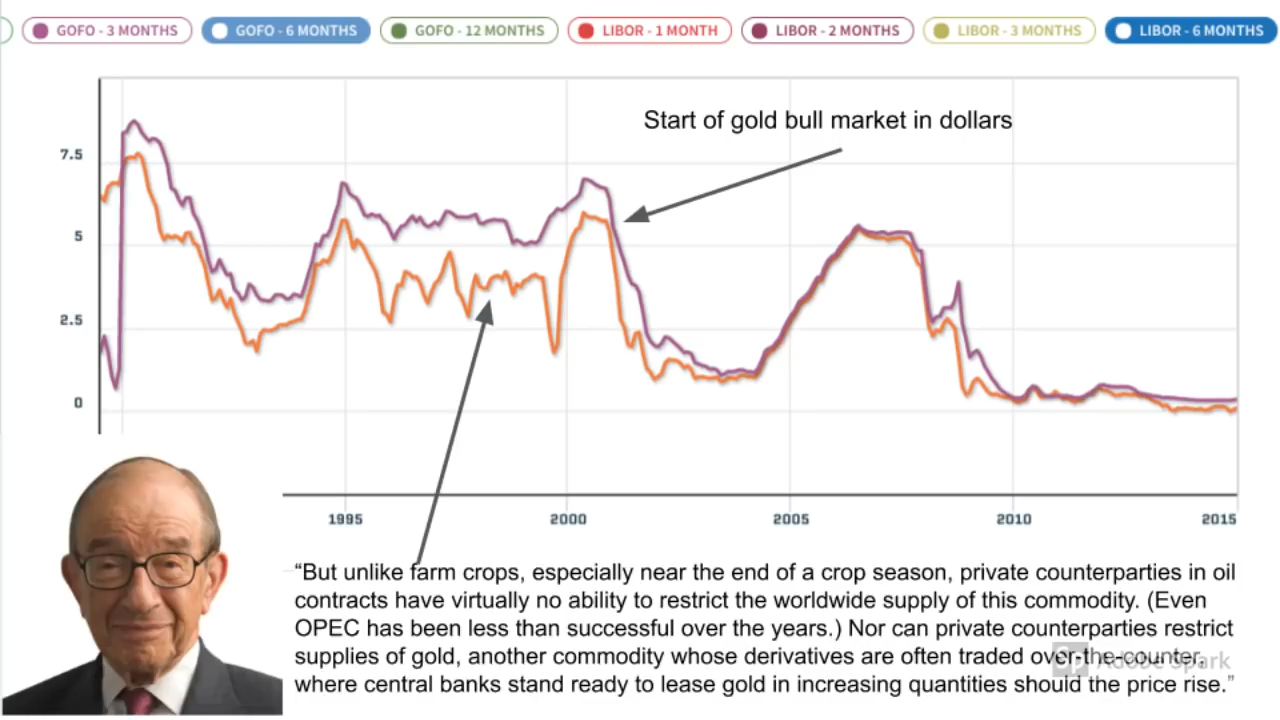 GOFO - 3 MONTHS GOFO - 6 MONTHS GOFO - 12 MONTHS LIBOR - 1 MONTH LIBOR - 2 MONTHS LIBOR - 3 MONTHS LIBOR - 6 MONTHS
Start of gold bull market in dollars
7.5
5
2.5
0
1995 2000 2005 2010 2015
“But unlike farm crops, especially near the end of a crop season, private counterparties in oil
contracts have virtually no ability to restrict the worldwide supply of this commodity. (Even
OPEC has been less than successful over the years.) Nor can private counterparties restrict
supplies of gold, another commodity whose derivatives are often traded over-the-counter,
where central banks stand ready to lease gold in increasing quantities should the price rise.”
Sp Adobe Spark